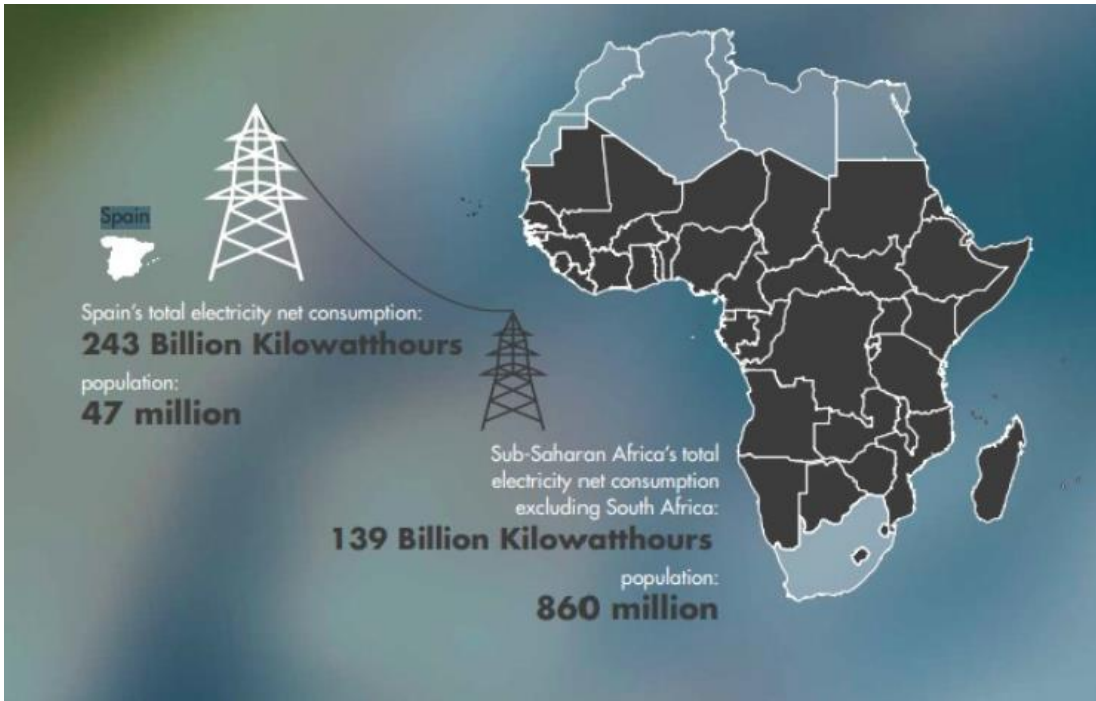 Spain
Spain's total electricity net consumption:
243 Billion Kilowatthours
population:
47 million
Sub-Saharan Africa's total
electricity net consumption
excluding South Africa:
139 Billion Kilowatthours
population:
860 million